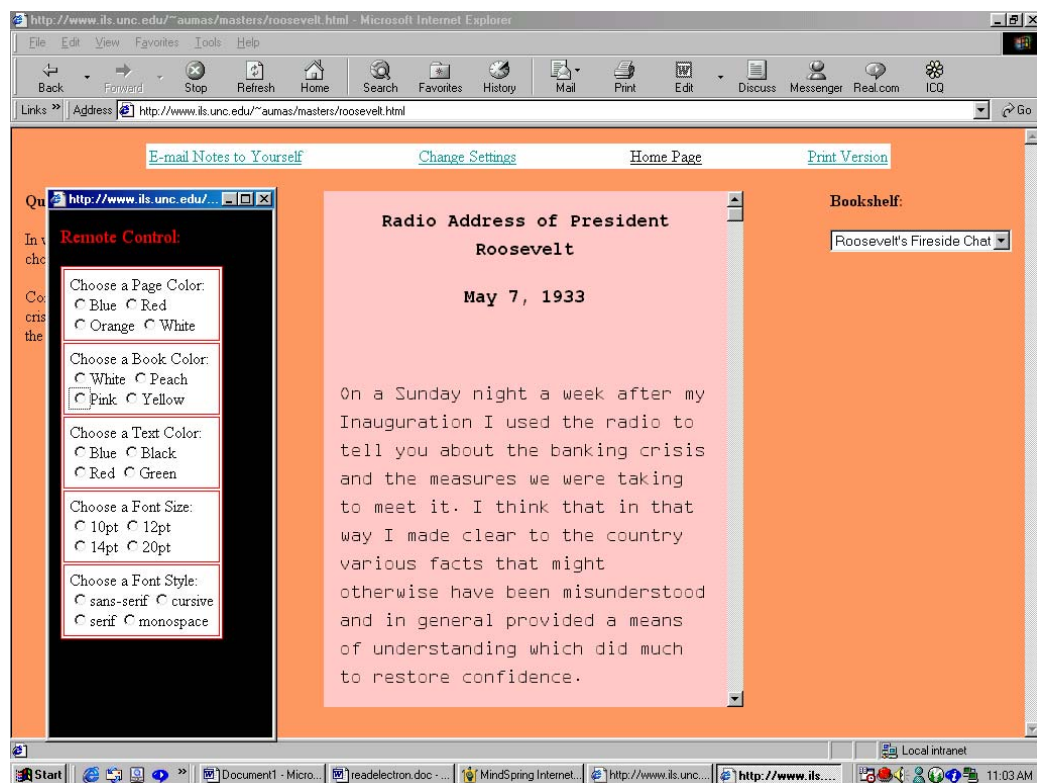 http://www.ils.unc.edu/~aumas/masters/roosevelt.html - Microsoft Internet Explorer
File Edit View Favorites Tools Help
Back Forward Stop Refresh Home Search Favorites History Mail Print Edit Discuss Messenger Real.com ICQ
Links » Address http://www.ils.unc.edu/~aumas/masters/roosevelt.html Go
E-mail Notes to Yourself Change Settings Home Page Print Version
http://www.ils.unc.edu/...
Remote Control:
Choose a Page Color:
Blue Red
Orange White
Choose a Book Color:
White Peach
Pink Yellow
Choose a Text Color:
Blue Black
Red Green
Choose a Font Size:
10pt 12pt
14pt 20pt
Choose a Font Style:
sans-serif cursive
serif monospace
Radio Address of President
Roosevelt
May 7, 1933
On a Sunday night a week after my
Inauguration I used the radio to
tell you about the banking crisis
and the measures we were taking
to meet it. I think that in that
way I made clear to the country
various facts that might
otherwise have been misunderstood
and in general provided a means
of understanding which did much
to restore confidence.
Bookshelf:
Roosevelt's Fireside Chat
Local intranet
Start » Document1 - Micro... readelectron.doc - ... MindSpring Internet... http://www.ils.unc.... http://www.ils.... 11:03 AM